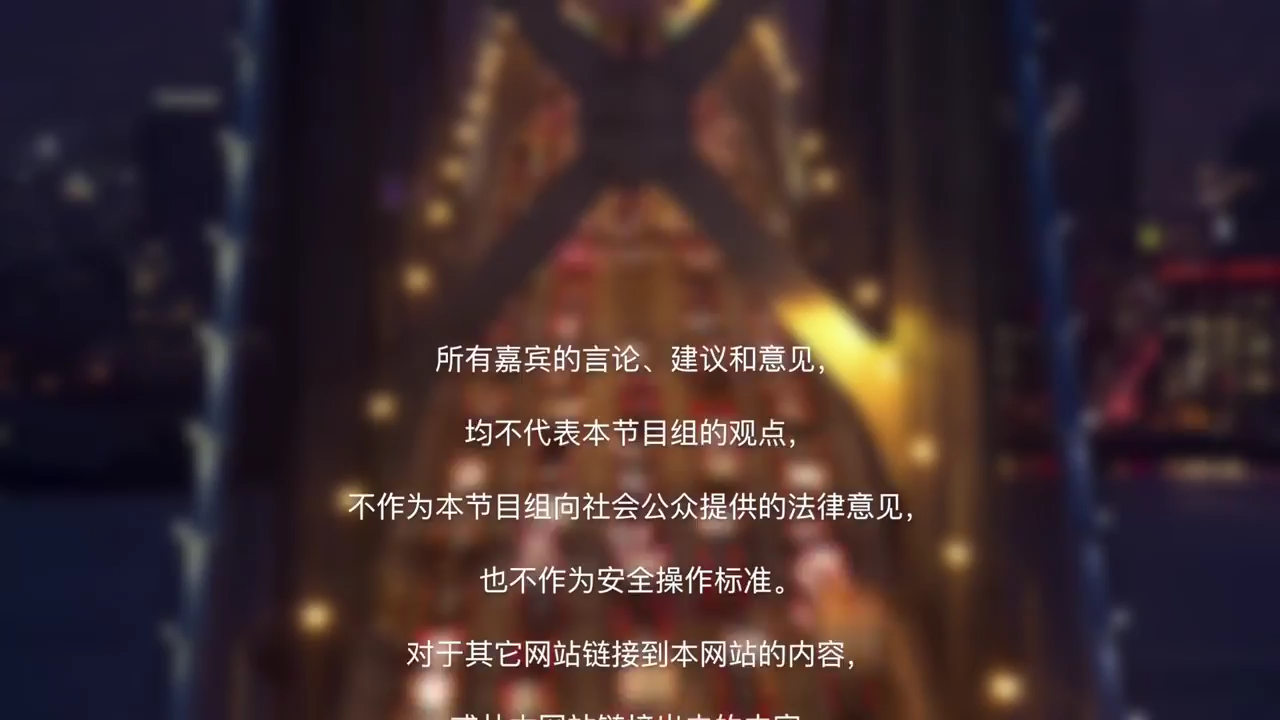 所有嘉宾的言论、建议和意见，
均不代表本节目组的观点，
不作为本节目组向社会公众提供的法律意见，
也不作为安全操作标准。
对于其它网站链接到本网站的内容，